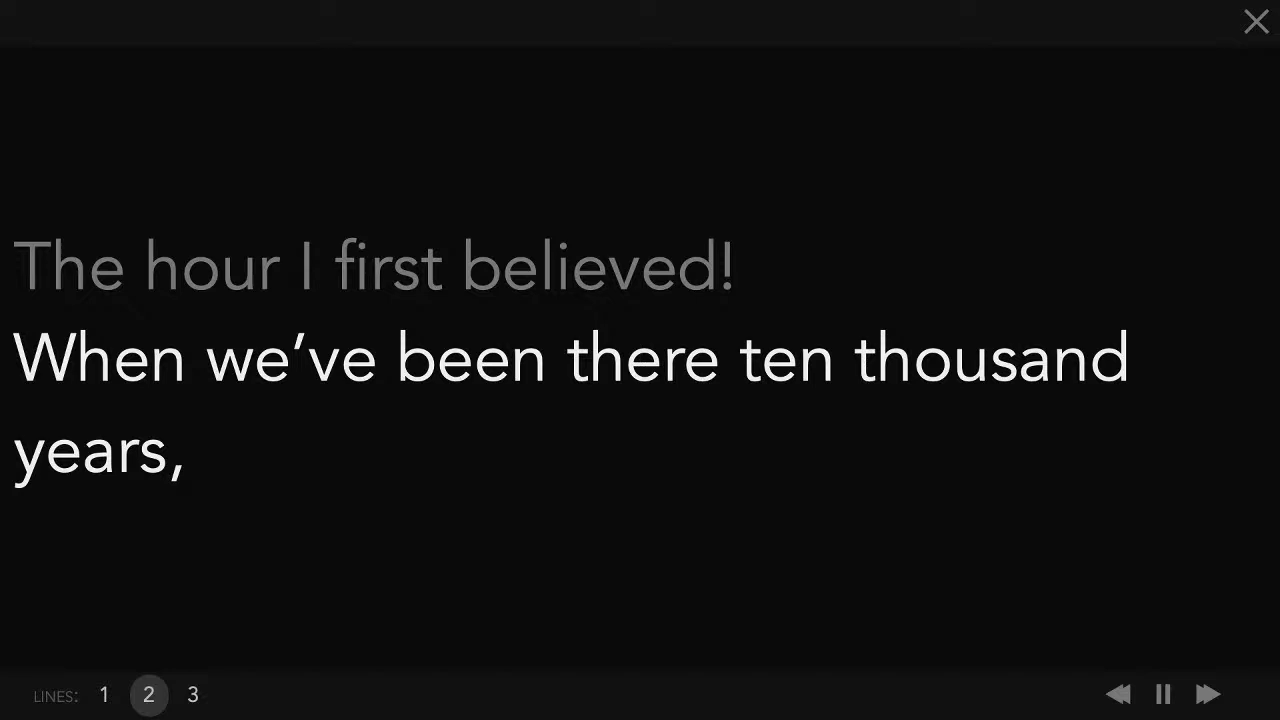 The hour I first believed!
When we’ve been there ten thousand
years,
LINES: 1 2 3